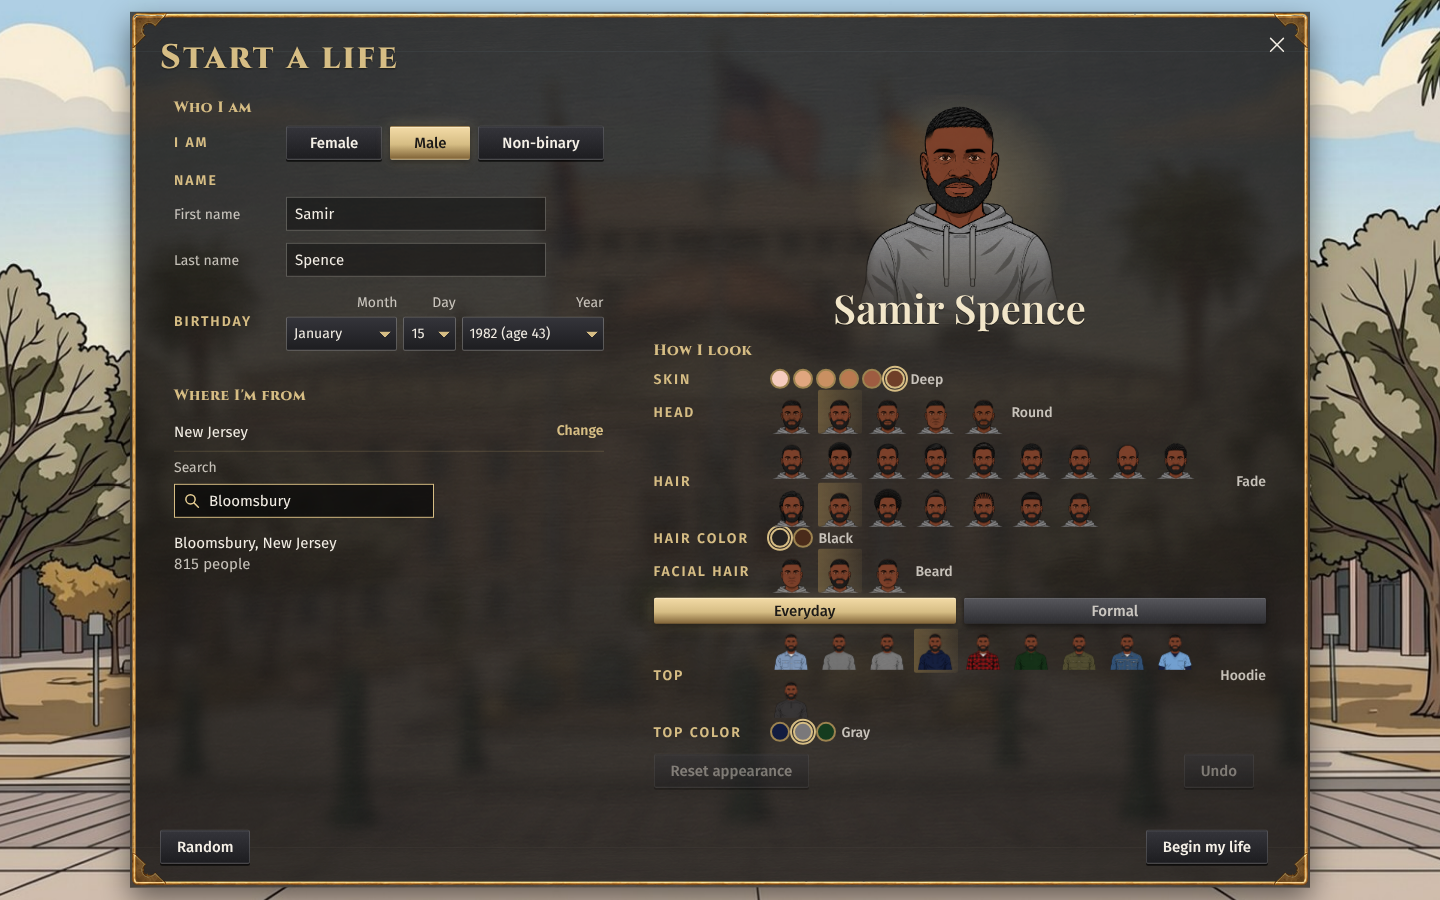 START A LIFE
WHO I AM
I AM
Female
Male
Non-binary
NAME
First name
Samir
Last name
Spence
Month
Day
Year
BIRTHDAY
January
15
1982 (age 43)
WHERE I'M FROM
New Jersey
Change
Search
Bloomsbury
Bloomsbury, New Jersey
815 people
Random
Samir Spence
HOW I LOOK
SKIN
Deep
HEAD
Round
HAIR
Fade
HAIR COLOR
Black
FACIAL HAIR
Beard
Everyday
Formal
TOP
Hoodie
TOP COLOR
Gray
Reset appearance
Undo
Begin my life